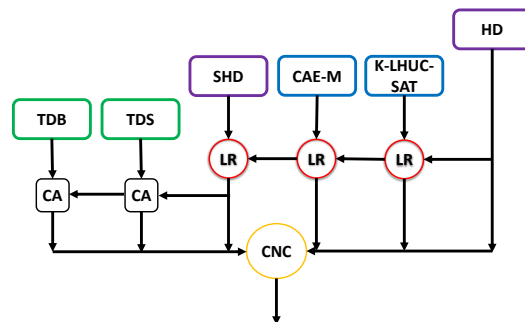 HD
SHD
CAE-M
K-LHUC-
SAT
TDB
TDS
LR
LR
LR
CA
CA
CNC